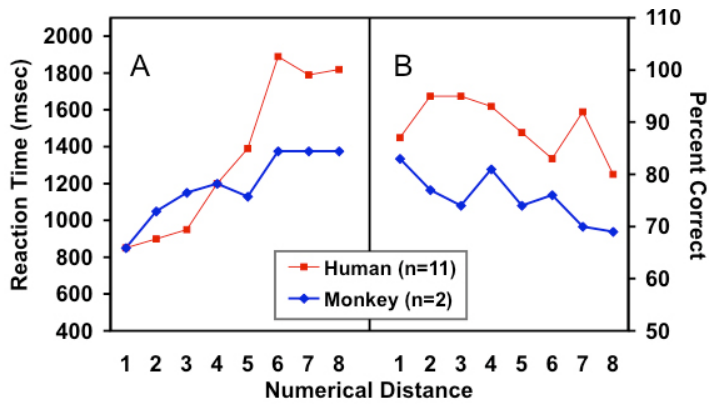 Reaction Time (msec)
2000
1800
1600
1400
1200
1000
800
600
400
A
B
110
100
90
80
70
60
50
Percent Correct
Human (n=11)
Monkey (n=2)
1 2 3 4 5 6 7 8 1 2 3 4 5 6 7 8
Numerical Distance